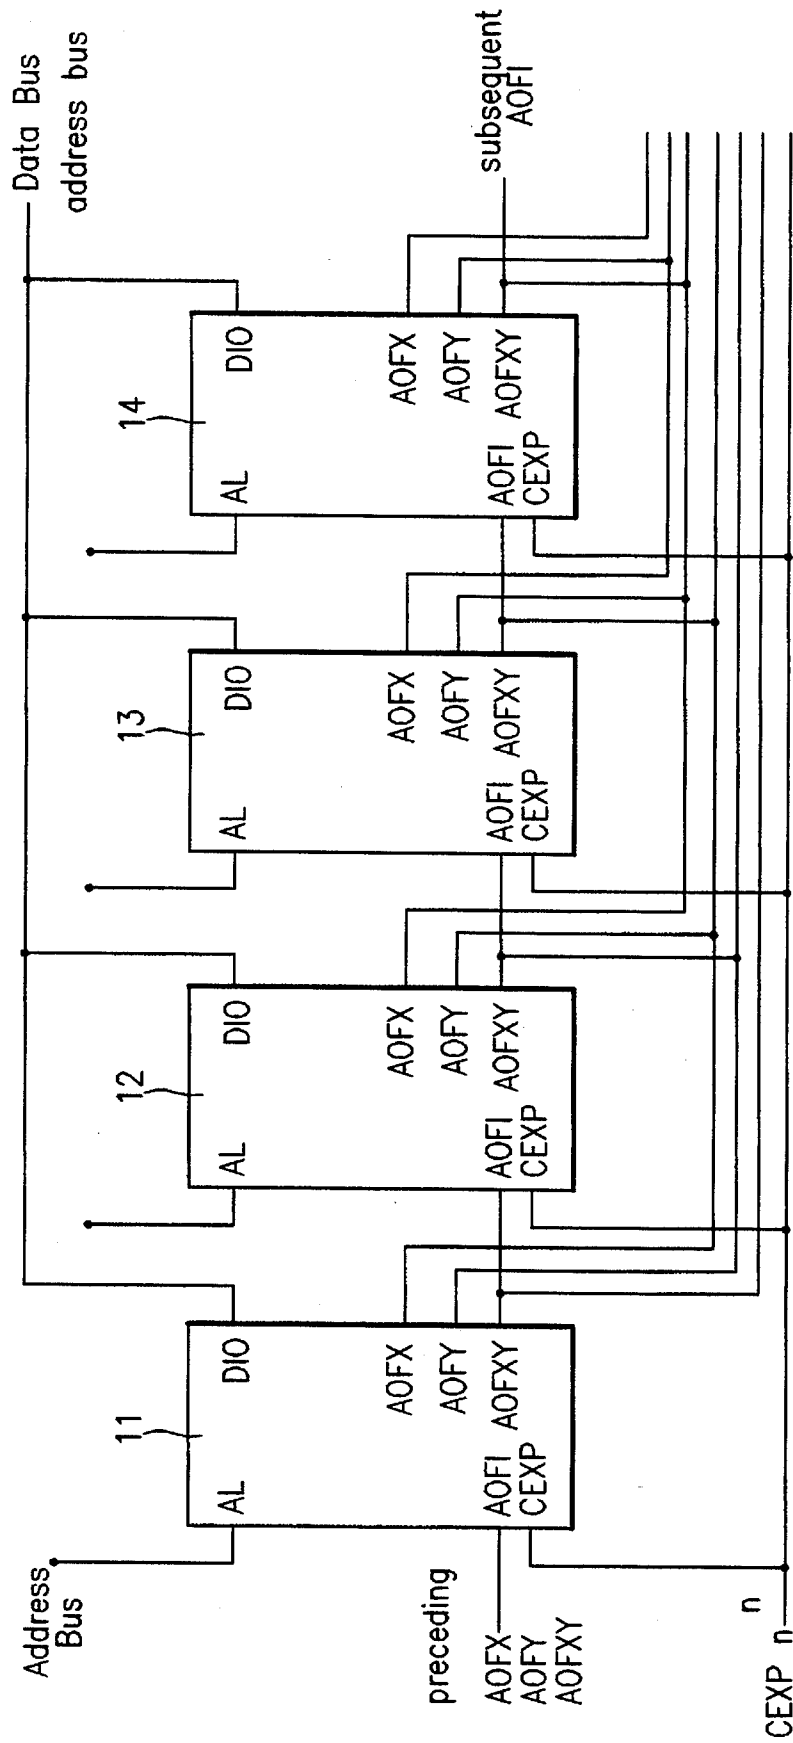 Data Bus
address bus
Address
Bus
11
AL
DIO
AOFX
AOFY
AOFXY
AOFI
CEXP
12
AL
DIO
AOFX
AOFY
AOFXY
AOFI
CEXP
13
AL
DIO
AOFX
AOFY
AOFXY
AOFI
CEXP
14
AL
DIO
AOFX
AOFY
AOFXY
AOFI
CEXP
preceding
AOFX
AOFY
AOFXY
subsequent
AOFI
n
CEXP n